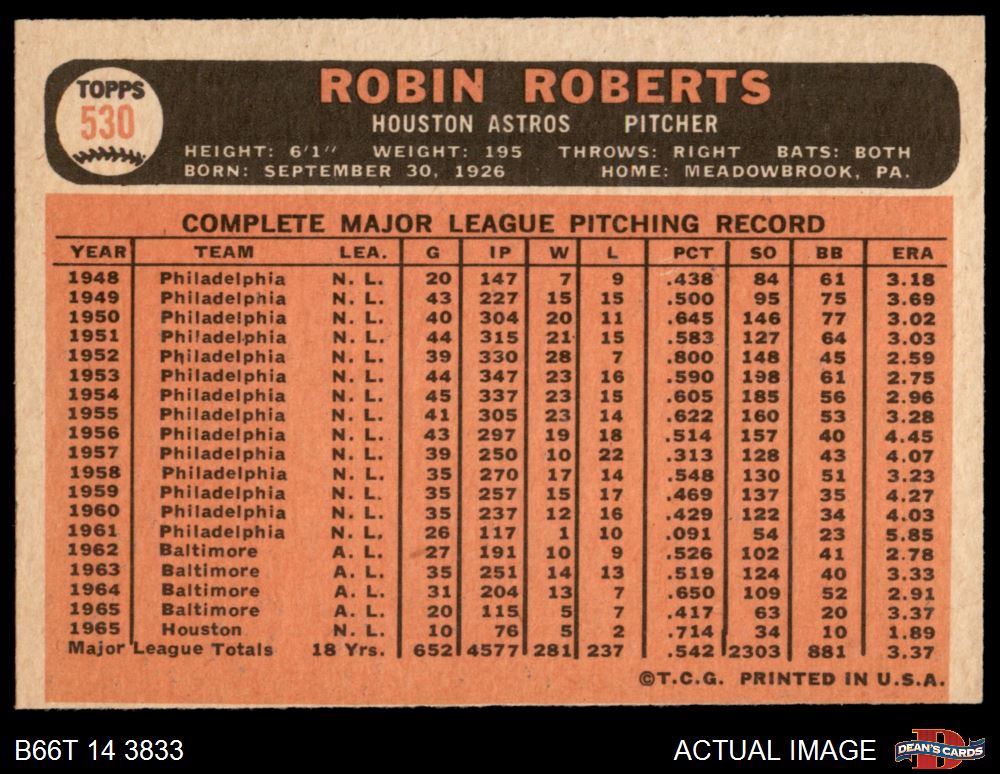 TOPPS
530
ROBIN ROBERTS
HOUSTON ASTROS PITCHER
HEIGHT: 6'1" WEIGHT: 195 THROWS: RIGHT BATS: BOTH
BORN: SEPTEMBER 30, 1926 HOME: MEADOWBROOK, PA.
COMPLETE MAJOR LEAGUE PITCHING RECORD
YEAR TEAM LEA. G IP W L PCT SO BB ERA
1948 Philadelphia N. L. 20 147 7 9 .438 84 61 3.18
1949 Philadelphia N. L. 43 227 15 15 .500 95 75 3.69
1950 Philadelphia N. L. 40 304 20 11 .645 146 77 3.02
1951 Philadelphia N. L. 44 315 21 15 .583 127 64 3.03
1952 Philadelphia N. L. 39 330 28 7 .800 148 45 2.59
1953 Philadelphia N. L. 44 347 23 16 .590 198 61 2.75
1954 Philadelphia N. L. 45 337 23 15 .605 185 56 2.96
1955 Philadelphia N. L. 41 305 23 14 .622 160 53 3.28
1956 Philadelphia N. L. 43 297 19 18 .514 157 40 4.45
1957 Philadelphia N. L. 39 250 10 22 .313 128 43 4.07
1958 Philadelphia N. L. 35 270 17 14 .548 130 51 3.23
1959 Philadelphia N. L. 35 257 15 17 .469 137 35 4.27
1960 Philadelphia N. L. 35 237 12 16 .429 122 34 4.03
1961 Philadelphia N. L. 26 117 1 10 .091 54 23 5.85
1962 Baltimore A. L. 27 191 10 9 .526 102 41 2.78
1963 Baltimore A. L. 35 251 14 13 .519 124 40 3.33
1964 Baltimore A. L. 31 204 13 7 .650 109 52 2.91
1965 Baltimore A. L. 20 115 5 7 .417 63 20 3.37
1965 Houston N. L. 10 76 5 2 .714 34 10 1.89
Major League Totals 18 Yrs. 652 4577 281 237 .542 2303 881 3.37
©T.C.G. PRINTED IN U.S.A.
B66T 14 3833 ACTUAL IMAGE DEAN'S CARDS